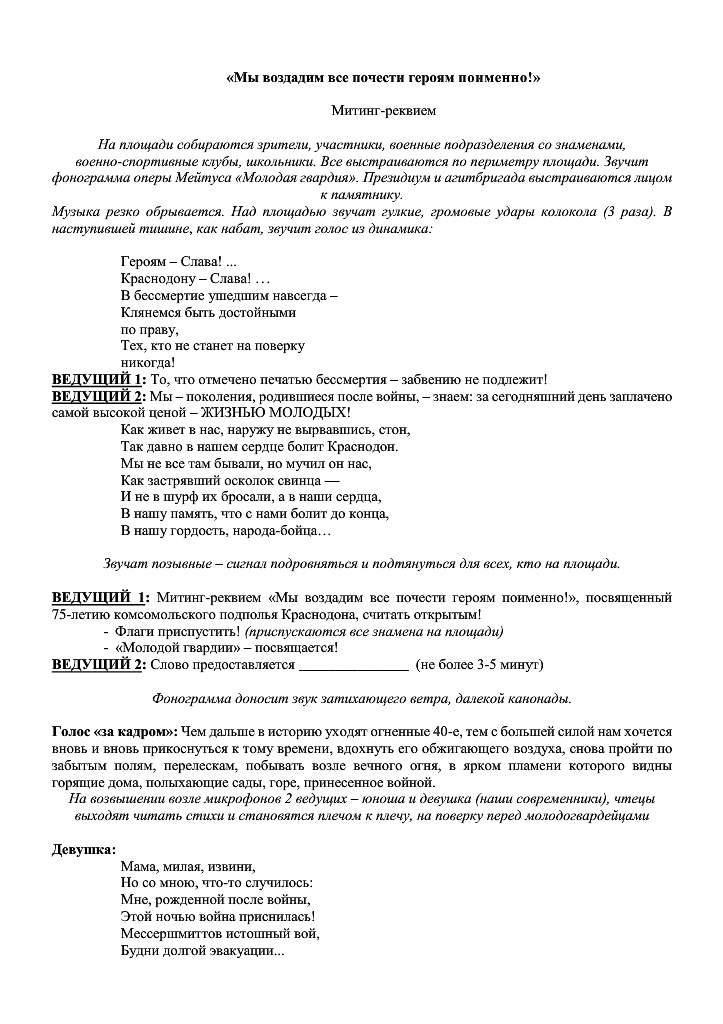 «Мы воздадим все почести героям поименно!»
Митинг-реквием
На площади собираются зрители, участники, военные подразделения со знаменами,
военно-спортивные клубы, школьники. Все выстраиваются по периметру площади. Звучит
фонограмма оперы Мейтуса «Молодая гвардия». Президиум и агитбригада выстраиваются лицом
к памятнику.
Музыка резко обрывается. Над площадью звучат гулкие, громовые удары колокола (3 раза). В
наступившей тишине, как набат, звучит голос из динамика:
Героям – Слава! ...
Краснодону – Слава! …
В бессмертие ушедшим навсегда –
Клянемся быть достойными
по праву,
Тех, кто не станет на поверку
никогда!
ВЕДУЩИЙ 1: То, что отмечено печатью бессмертия – забвению не подлежит!
ВЕДУЩИЙ 2: Мы – поколения, родившиеся после войны, – знаем: за сегодняшний день заплачено
самой высокой ценой – ЖИЗНЬЮ МОЛОДЫХ!
Как живет в нас, наружу не вырвавшись, стон,
Так давно в нашем сердце болит Краснодон.
Мы не все там бывали, но мучил он нас,
Как застрявший осколок свинца —
И не в шурф их бросали, а в наши сердца,
В нашу память, что с нами болит до конца,
В нашу гордость, народа-бойца…
Звучат позывные – сигнал подровняться и подтянуться для всех, кто на площади.
ВЕДУЩИЙ 1: Митинг-реквием «Мы воздадим все почести героям поименно!», посвященный
75-летию комсомольского подполья Краснодона, считать открытым!
- Флаги приспустить! (приспускаются все знамена на площади)
- «Молодой гвардии» – посвящается!
ВЕДУЩИЙ 2: Слово предоставляется _______________ (не более 3-5 минут)
Фонограмма доносит звук затихающего ветра, далекой канонады.
Голос «за кадром»: Чем дальше в историю уходят огненные 40-е, тем с большей силой нам хочется
вновь и вновь прикоснуться к тому времени, вдохнуть его обжигающего воздуха, снова пройти по
забытым полям, перелескам, побывать возле вечного огня, в ярком пламени которого видны
горящие дома, полыхающие сады, горе, принесенное войной.
На возвышении возле микрофонов 2 ведущих – юноша и девушка (наши современники), чтецы
выходят читать стихи и становятся плечом к плечу, на поверку перед молодогвардейцами
Девушка:
Мама, милая, извини,
Но со мною, что-то случилось:
Мне, рожденной после войны,
Этой ночью война приснилась!
Мессершмиттов истошный вой,
Будни долгой эвакуации...